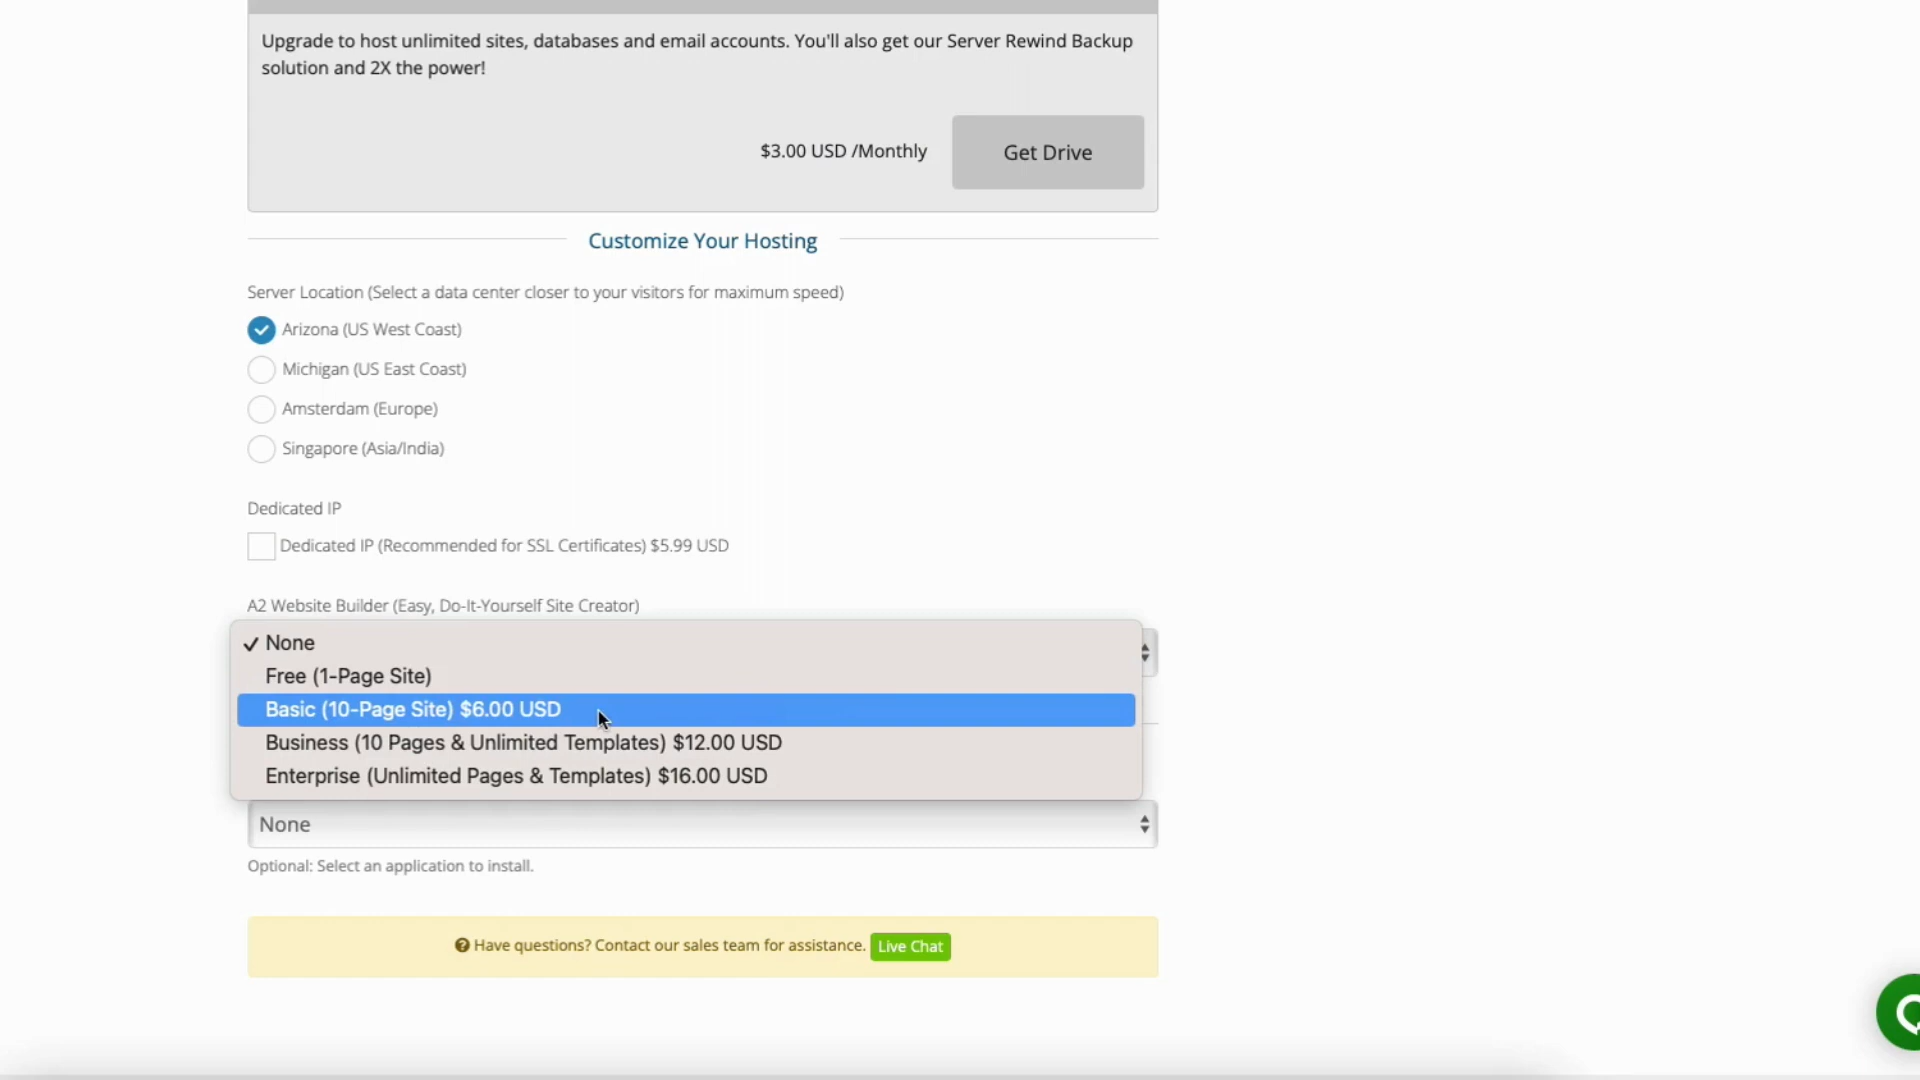 Upgrade to host unlimited sites, databases and email accounts. You'll also get our Server Rewind Backup
solution and 2X the power!
$3.00 USD /Monthly
Get Drive
Customize Your Hosting
Server Location (Select a data center closer to your visitors for maximum speed)
Arizona (US West Coast)
Michigan (US East Coast)
Amsterdam (Europe)
Singapore (Asia/India)
Dedicated IP
Dedicated IP (Recommended for SSL Certificates) $5.99 USD
A2 Website Builder (Easy, Do-It-Yourself Site Creator)
None
Free (1-Page Site)
Basic (10-Page Site) $6.00 USD
Business (10 Pages & Unlimited Templates) $12.00 USD
Enterprise (Unlimited Pages & Templates) $16.00 USD
None
Optional: Select an application to install.
Have questions? Contact our sales team for assistance. Live Chat